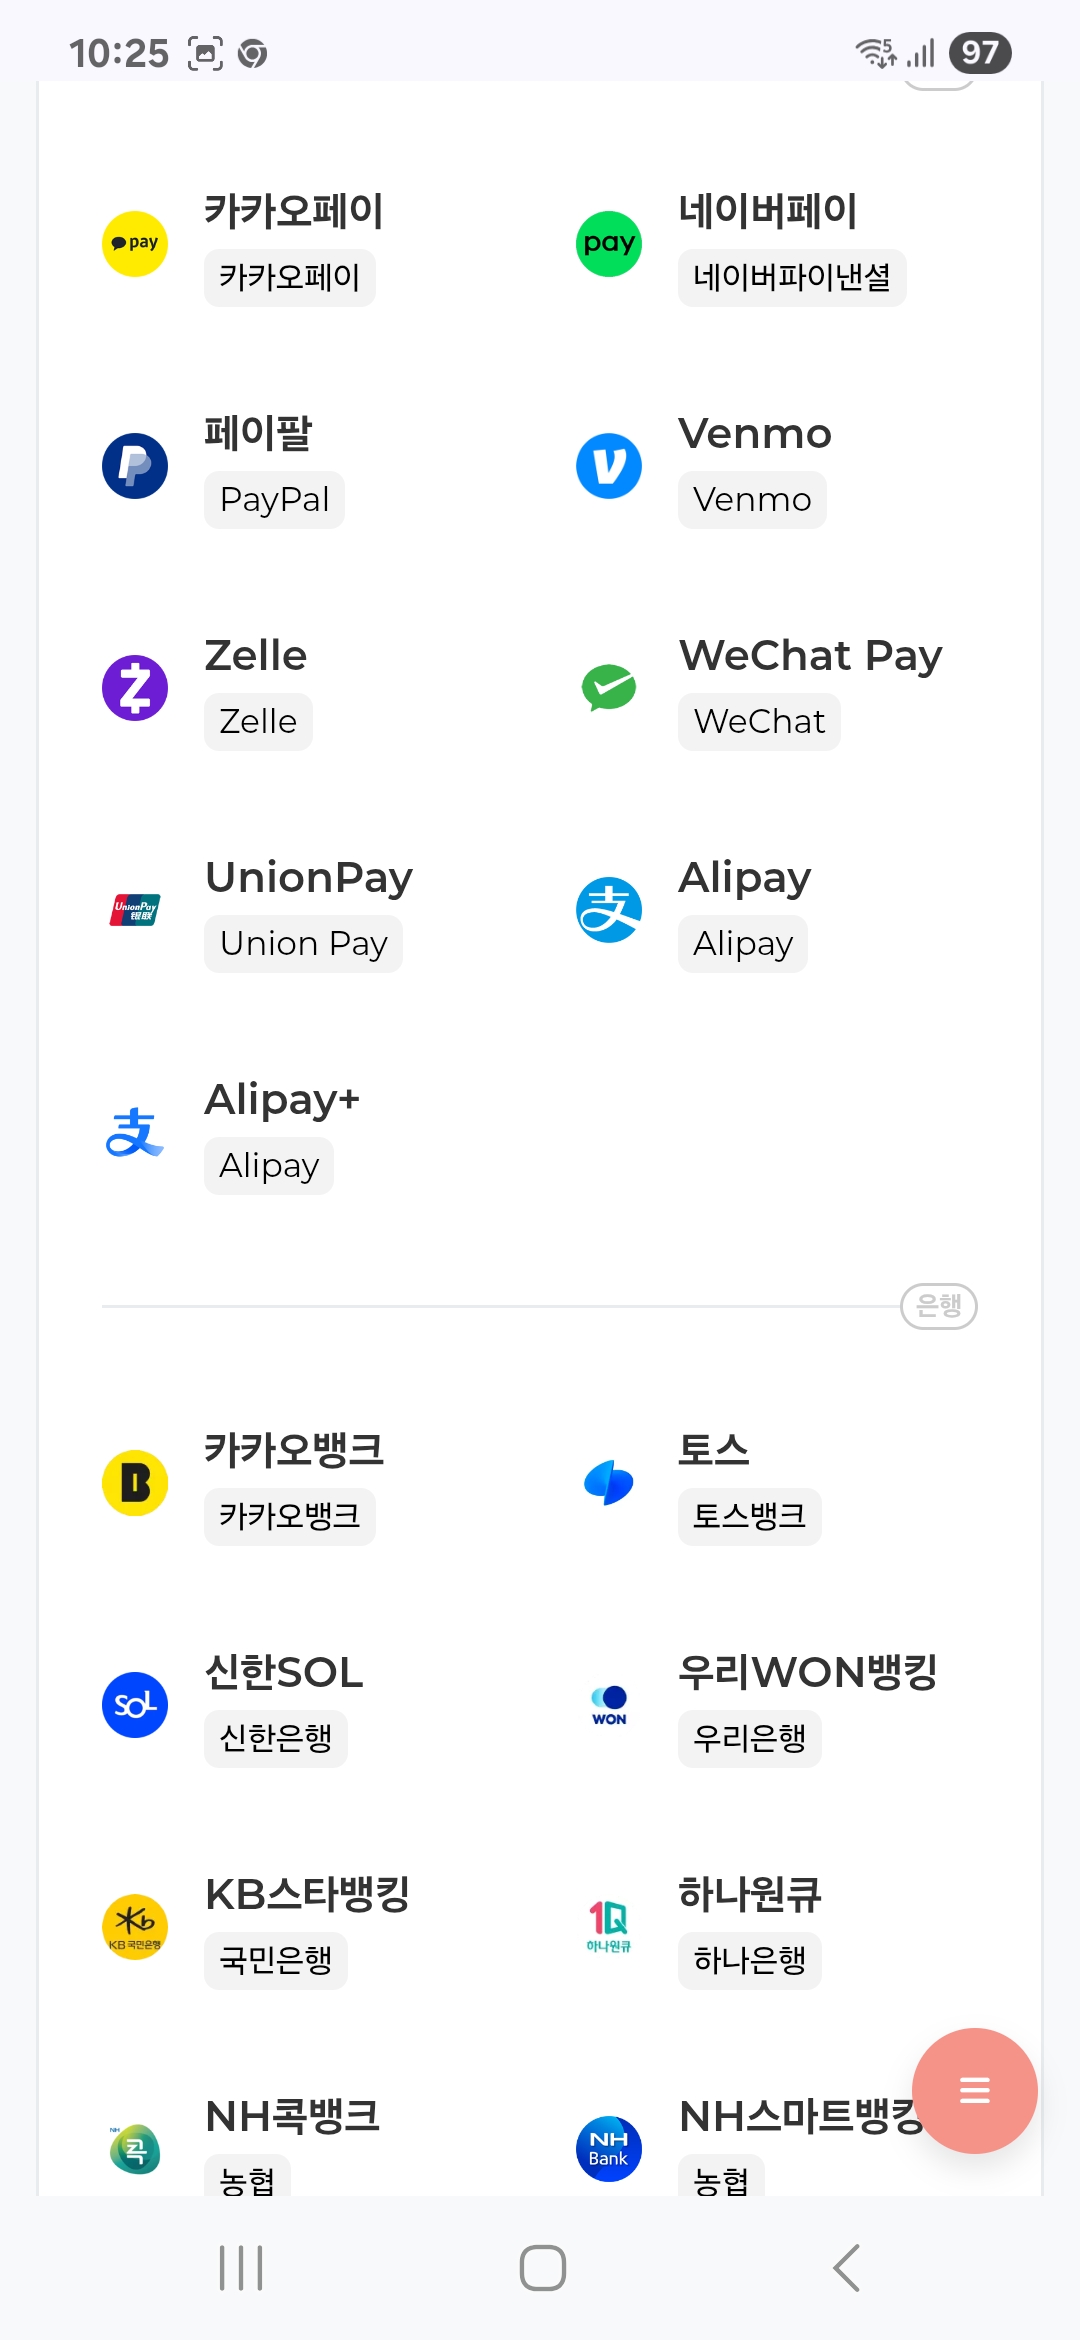 10:25
5
97
pay
카카오페이
카카오페이
pay
네이버페이
네이버파이낸셜
페이팔
PayPal
Venmo
Venmo
Zelle
Zelle
WeChat Pay
WeChat
UnionPay
银联
UnionPay
Union Pay
支
Alipay
Alipay
支
Alipay+
Alipay
은행
B
카카오뱅크
카카오뱅크
토스
토스뱅크
SOL
신한SOL
신한은행
WON
우리WON뱅킹
우리은행
Kb
KB국민은행
KB스타뱅킹
국민은행
1Q
하나원큐
하나원큐
하나은행
NH
콕
NH콕뱅크
농협
NH
Bank
NH스마트뱅킹
농협